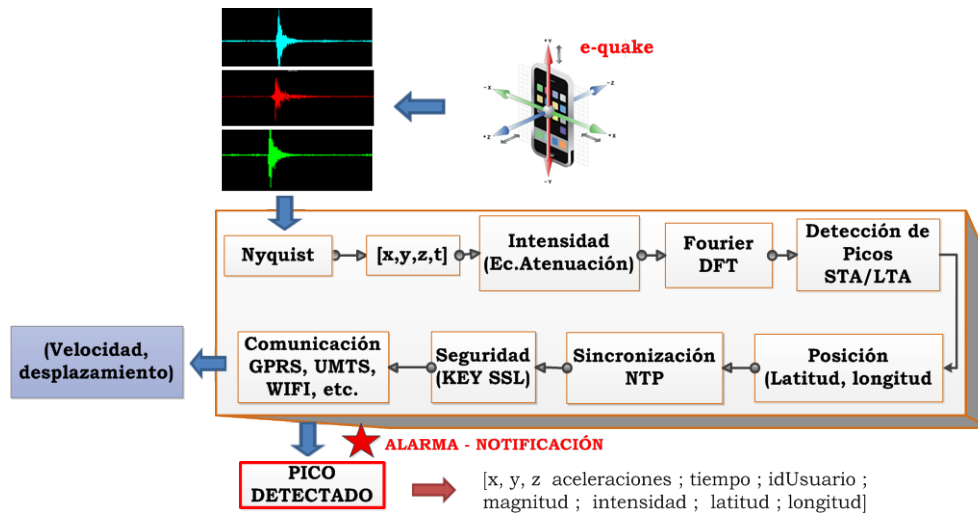 e-quake
+Y
-X
-Z
+Z
+X
-Y
Nyquist
[x,y,z,t]
Intensidad
(Ec.Atenuación)
Fourier
DFT
Detección de
Picos
STA/LTA
(Velocidad,
desplazamiento)
Comunicación
GPRS, UMTS,
WIFI, etc.
Seguridad
(KEY SSL)
Sincronización
NTP
Posición
(Latitud, longitud
ALARMA - NOTIFICACIÓN
PICO
DETECTADO
[x, y, z aceleraciones ; tiempo ; idUsuario ;
magnitud ; intensidad ; latitud ; longitud]